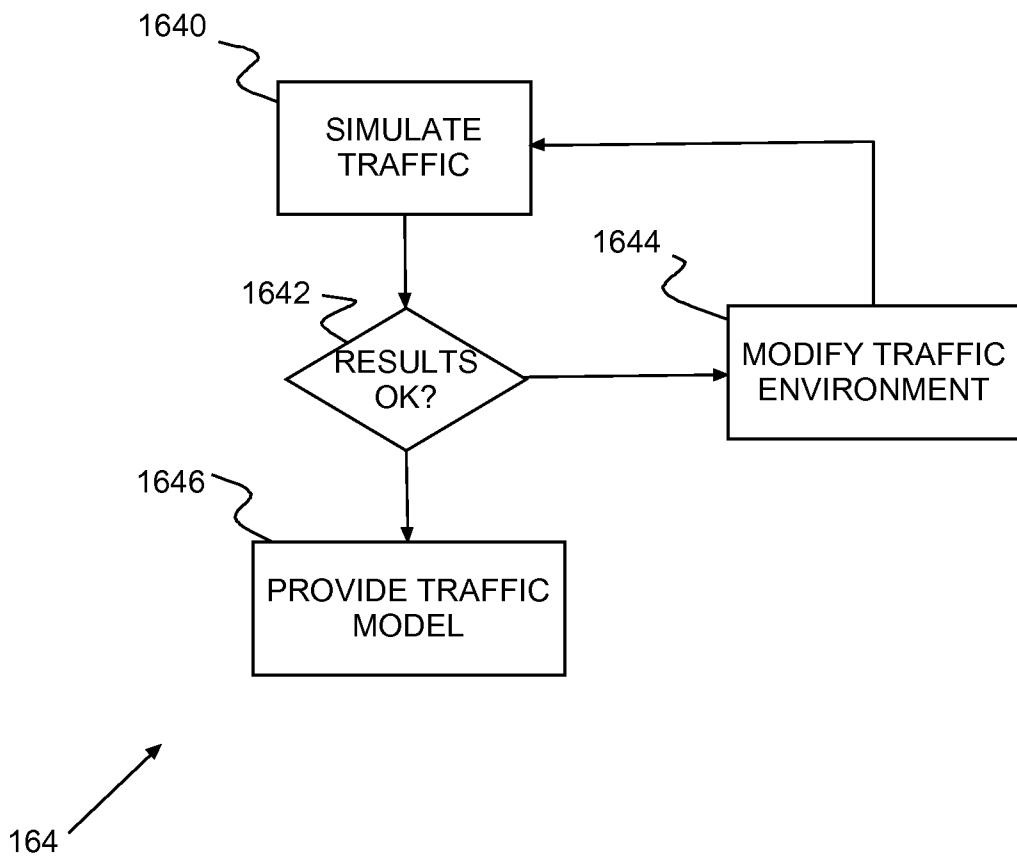 1640
SIMULATE
TRAFFIC
1644
1642
RESULTS
OK?
MODIFY TRAFFIC
ENVIRONMENT
1646
PROVIDE TRAFFIC
MODEL
164